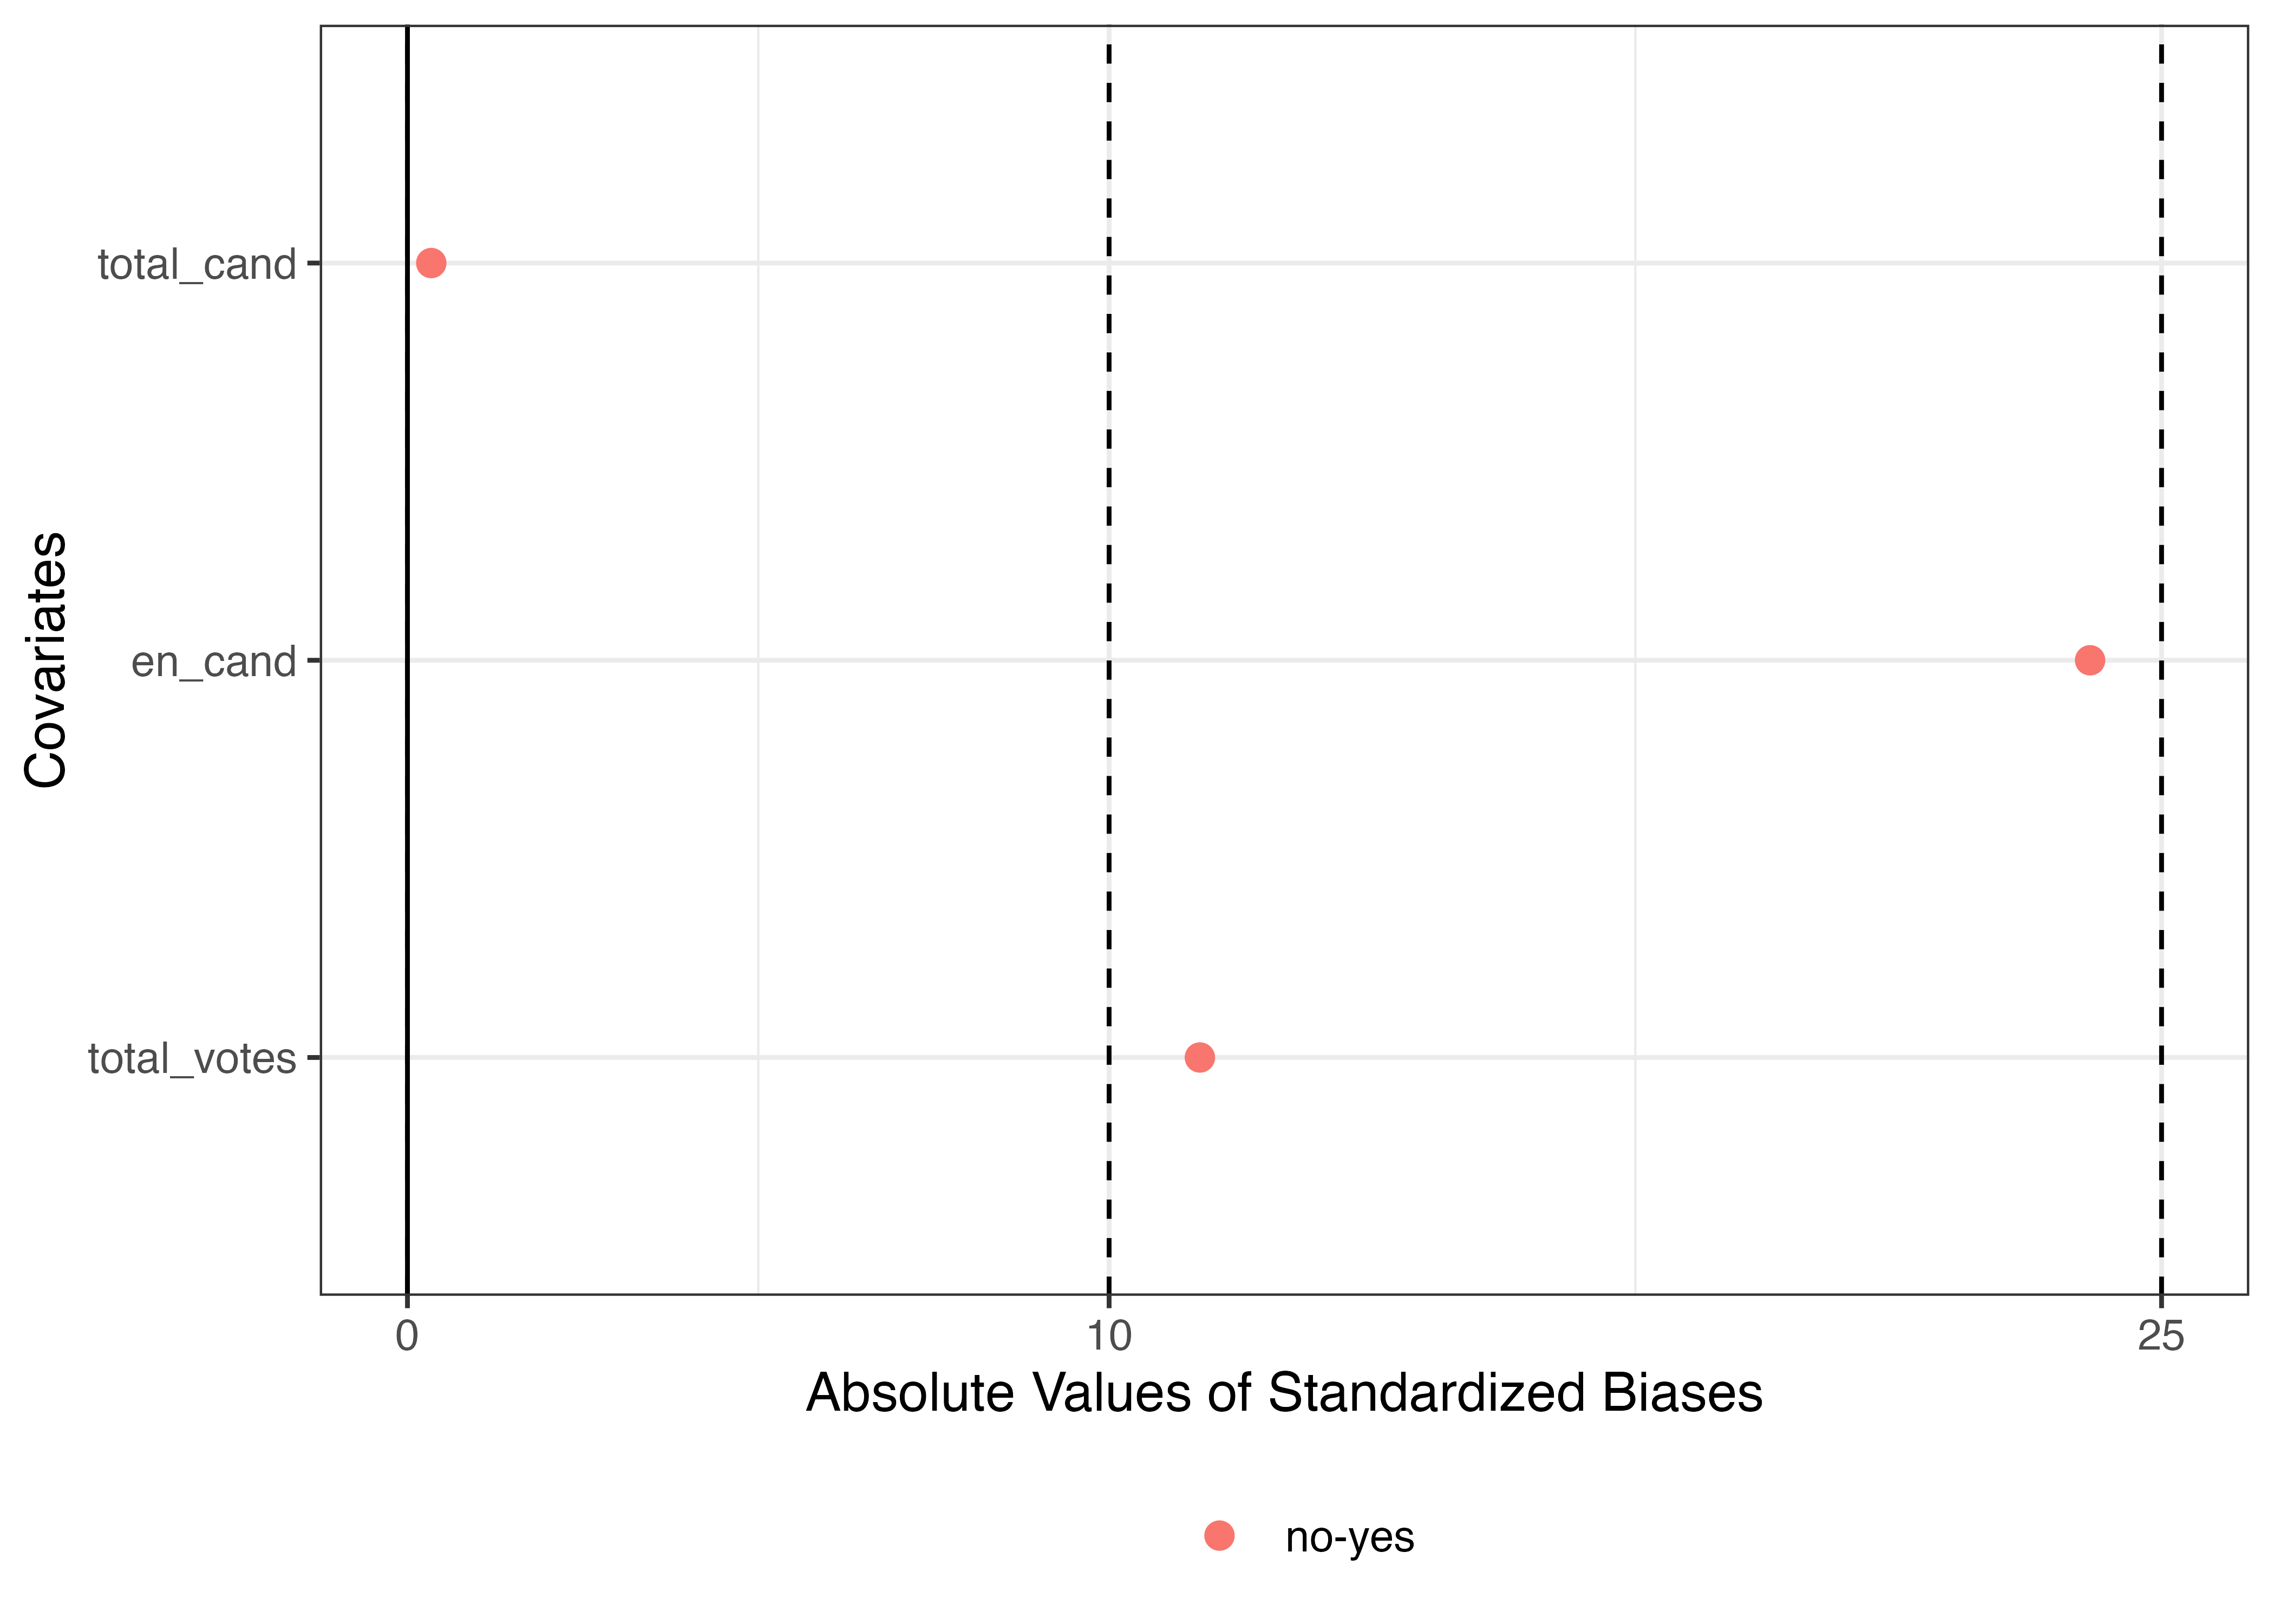 Covariates
total_cand
en_cand
total_votes
0 10 25
Absolute Values of Standardized Biases
no-yes